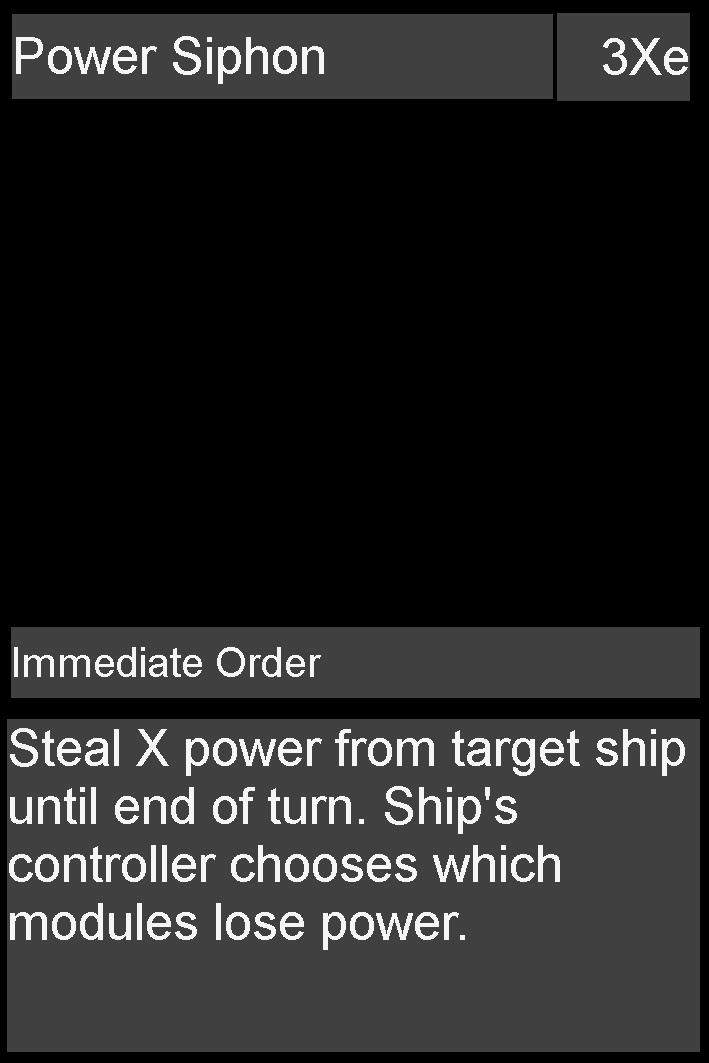 Power Siphon
3Xe
Immediate Order
Steal X power from target ship
until end of turn. Ship's
controller chooses which
modules lose power.